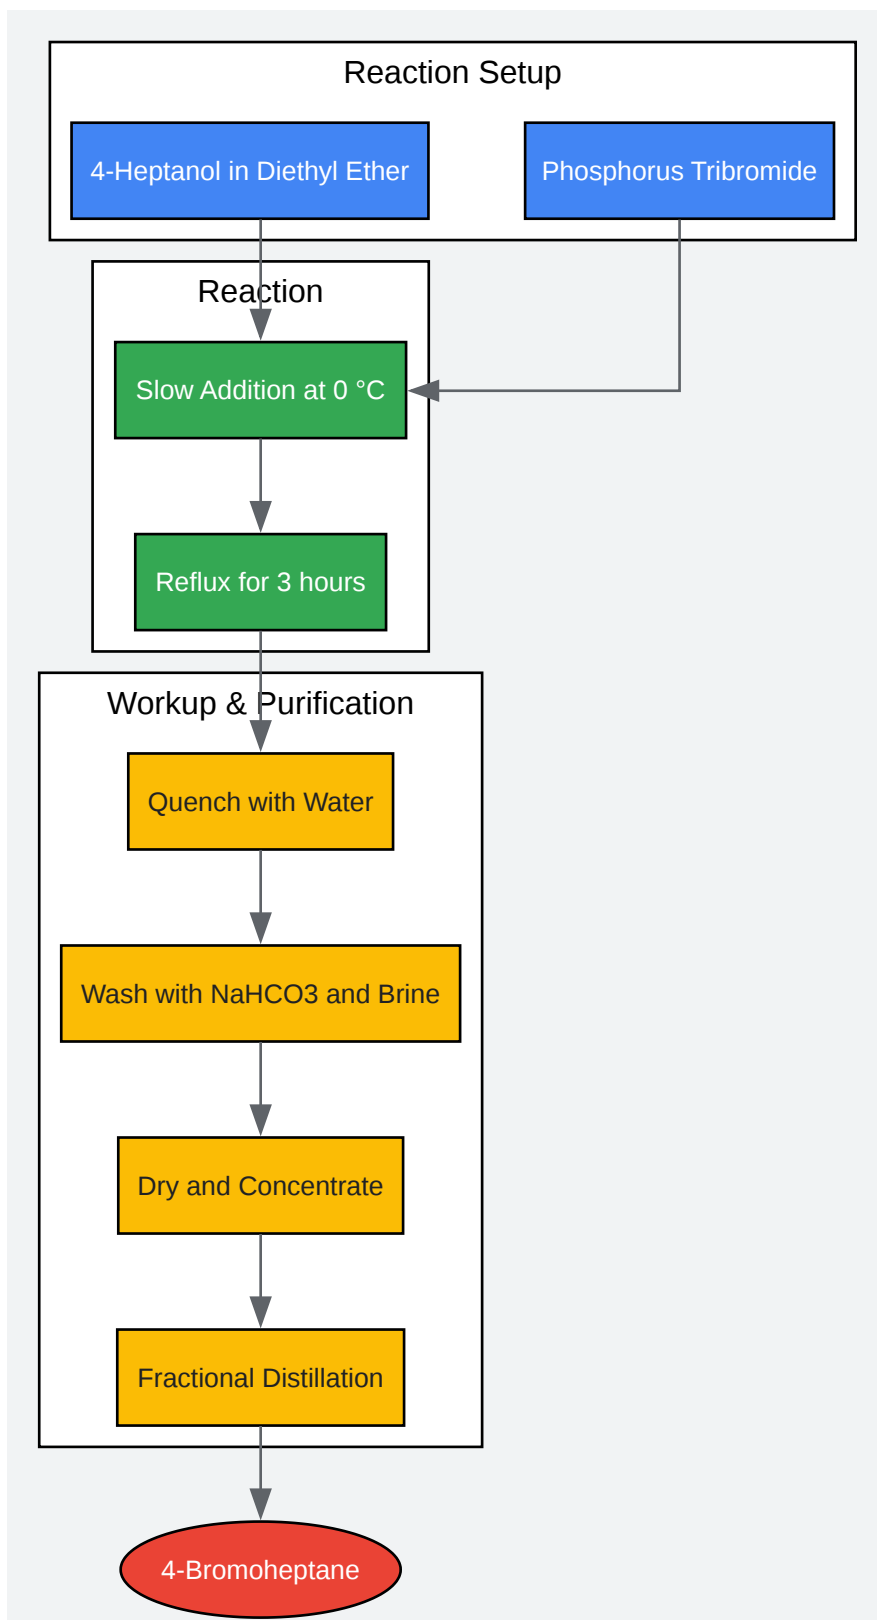 Reaction Setup
4-Heptanol in Diethyl Ether
Phosphorus Tribromide
Reaction
Slow Addition at 0 °C
Reflux for 3 hours
Workup & Purification
Quench with Water
Wash with NaHCO3 and Brine
Dry and Concentrate
Fractional Distillation
4-Bromoheptane